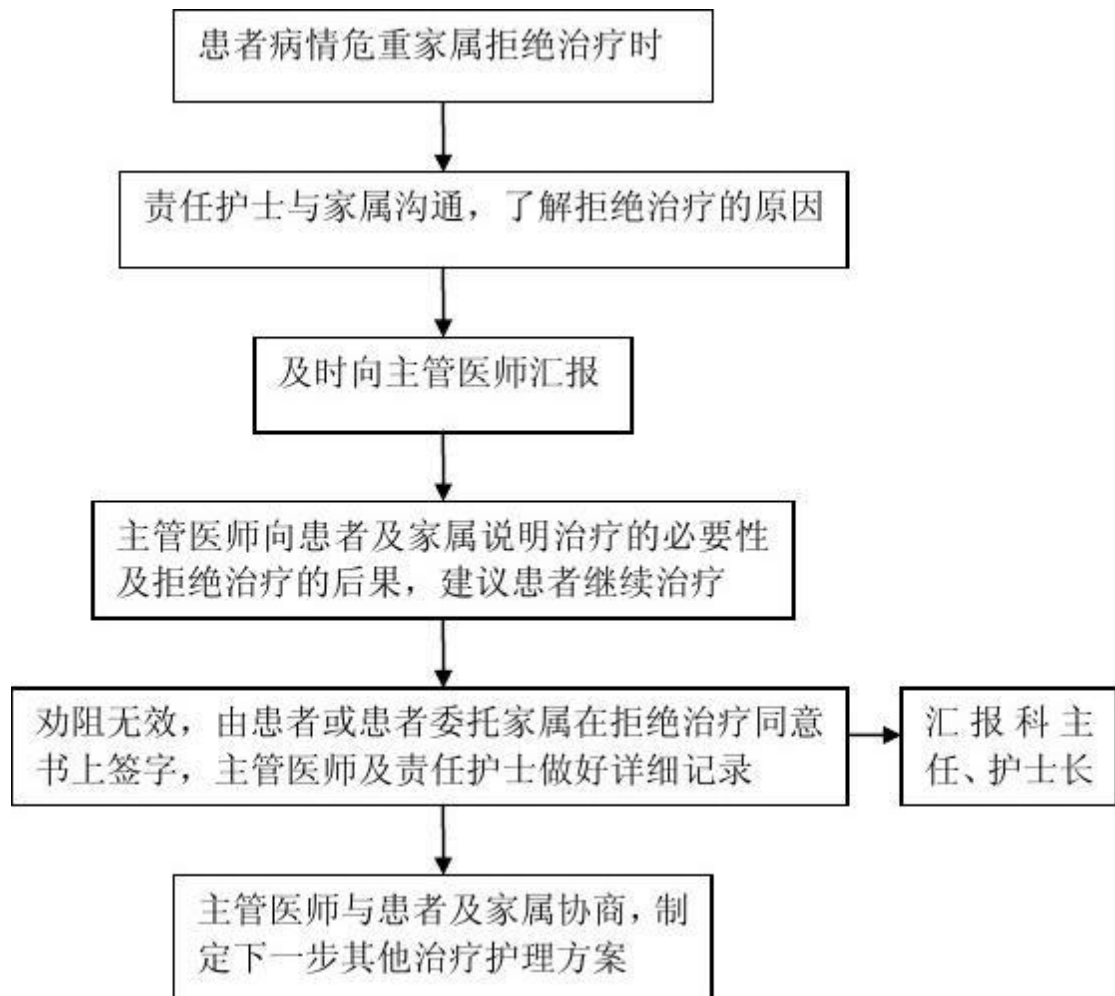 患者病情危重家属拒绝治疗时
责任护士与家属沟通，了解拒绝治疗的原因
及时向主管医师汇报
主管医师向患者及家属说明治疗的必要性
及拒绝治疗的后果，建议患者继续治疗
劝阻无效，由患者或患者委托家属在拒绝治疗同意
书上签字，主管医师及责任护士做好详细记录
汇报科主
任、护士长
主管医师与患者及家属协商，制
定下一步其他治疗护理方案